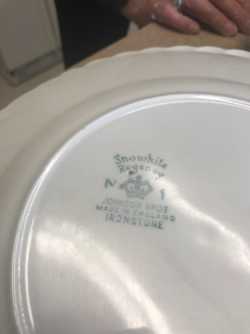 Snowhite
Regency
JOHNSON BROS
MADE IN ENGLAND
IRONSTONE